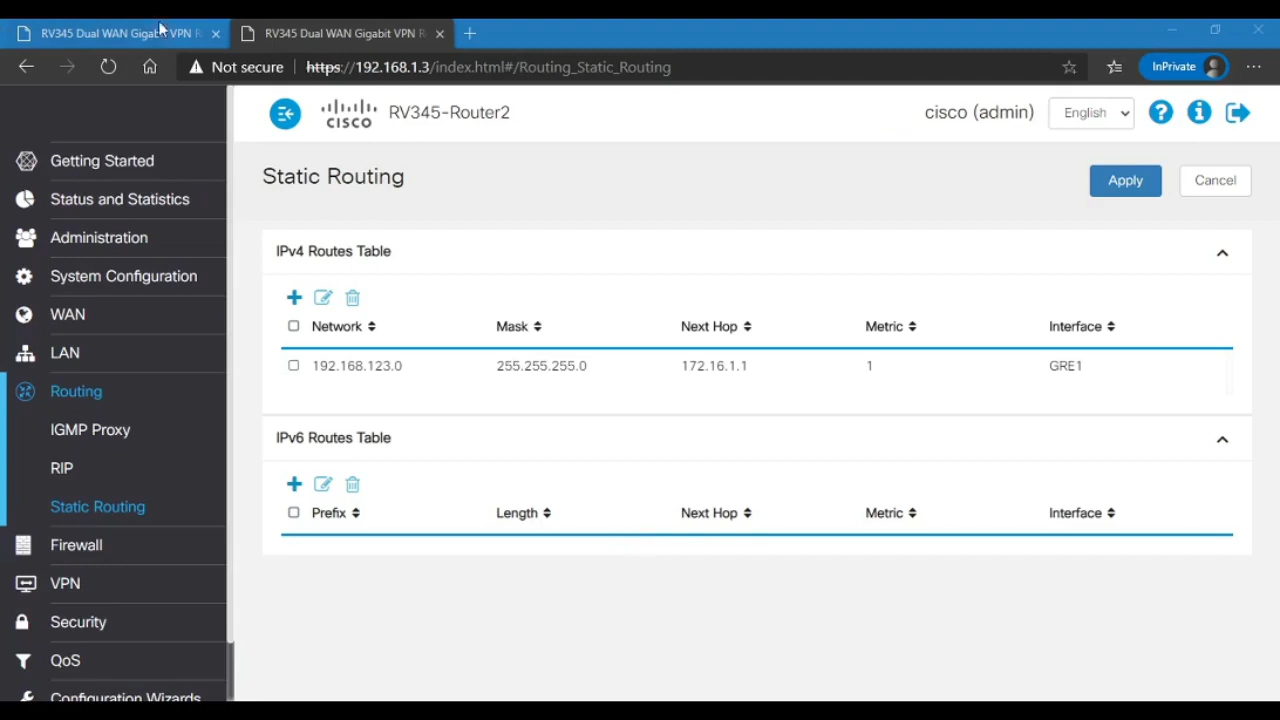 RV345 Dual WAN Gigabit VPN R
RV345 Dual WAN Gigabit VPN R
Not secure https://192.168.1.3/index.html#/Routing_Static_Routing InPrivate
CISCO RV345-Router2 cisco (admin) English
Getting Started
Status and Statistics
Administration
System Configuration
WAN
LAN
Routing
IGMP Proxy
RIP
Static Routing
Firewall
VPN
Security
QoS
Configuration Wizards
Static Routing Apply Cancel
IPv4 Routes Table
Network Mask Next Hop Metric Interface
192.168.123.0 255.255.255.0 172.16.1.1 1 GRE1
IPv6 Routes Table
Prefix Length Next Hop Metric Interface